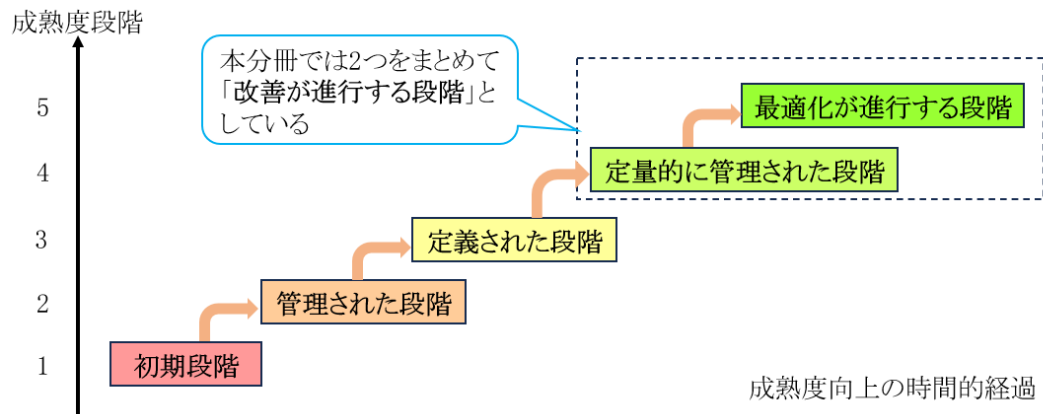 成熟度段階
本分冊では2つをまとめて
「改善が進行する段階」と
している
5
最適化が進行する段階
4
定量的に管理された段階
3
定義された段階
2
管理された段階
1
初期段階
成熟度向上の時間的経過